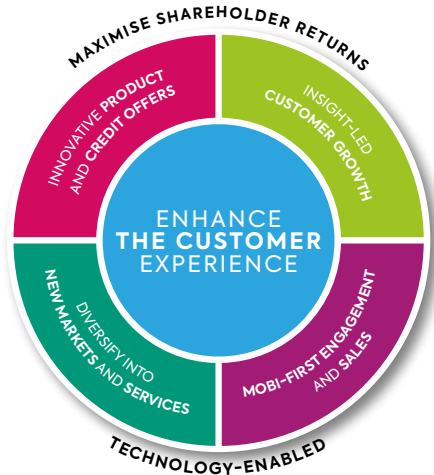 MAXIMISE SHAREHOLDER RETURNS
INNOVATIVE PRODUCT
AND CREDIT OFFERS
INSIGHT-LED
CUSTOMER GROWTH
ENHANCE
THE CUSTOMER
EXPERIENCE
DIVERSIFY INTO
NEW MARKETS AND SERVICES
MOBI-FIRST ENGAGEMENT
AND SALES
TECHNOLOGY-ENABLED